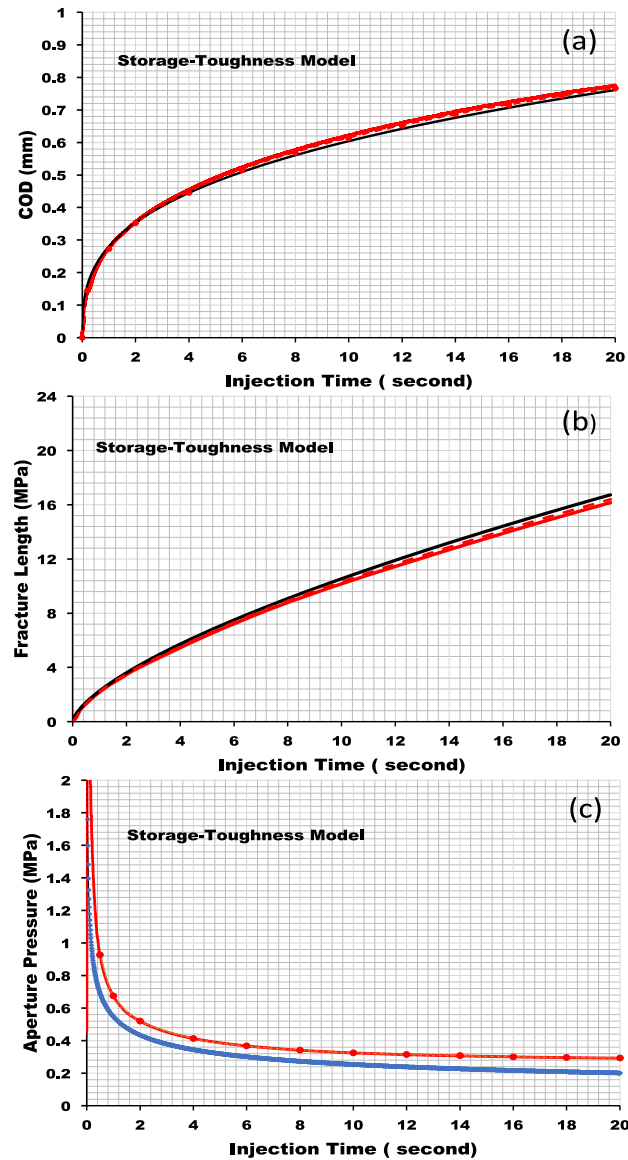 (a)
Storage-Toughness Model
COD (mm)
1
0.9
0.8
0.7
0.6
0.5
0.4
0.3
0.2
0.1
0
0 2 4 6 8 10 12 14 16 18 20
Injection Time ( second)
(b)
Storage-Toughness Model
Fracture Length (MPa)
24
20
16
12
8
4
0
0 2 4 6 8 10 12 14 16 18 20
Injection Time ( second)
(c)
Storage-Toughness Model
Aperture Pressure (MPa)
2
1.8
1.6
1.4
1.2
1
0.8
0.6
0.4
0.2
0
0 2 4 6 8 10 12 14 16 18 20
Injection Time ( second)